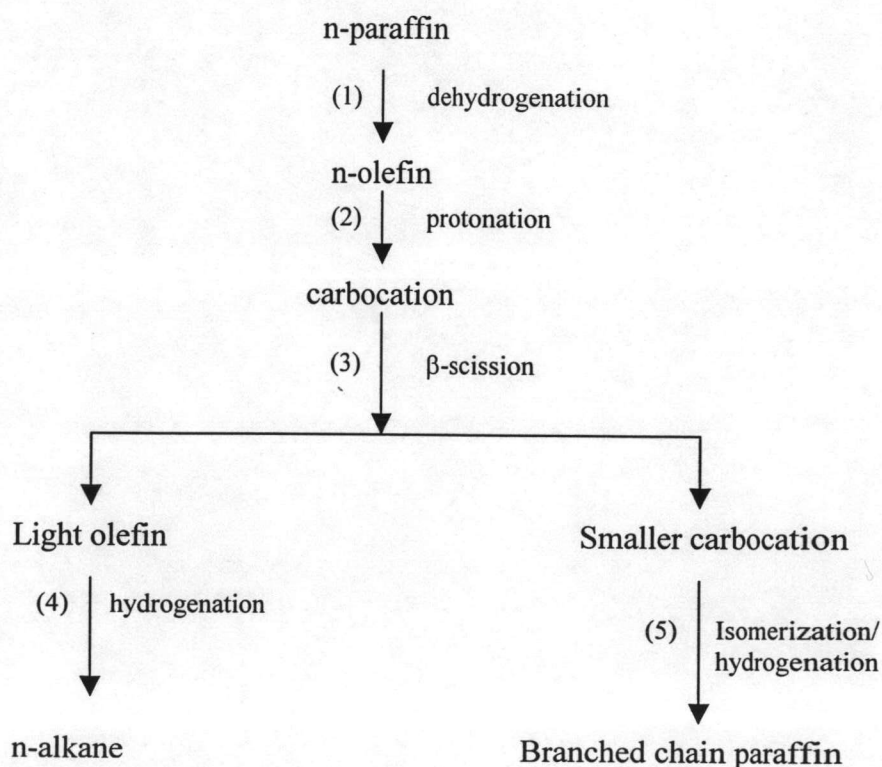 n-paraffin
(1) dehydrogenation
n-olefin
(2) protonation
carbocation
(3) β-scission
Light olefin
Smaller carbocation
(4) hydrogenation
(5) Isomerization/
hydrogenation
n-alkane
Branched chain paraffin